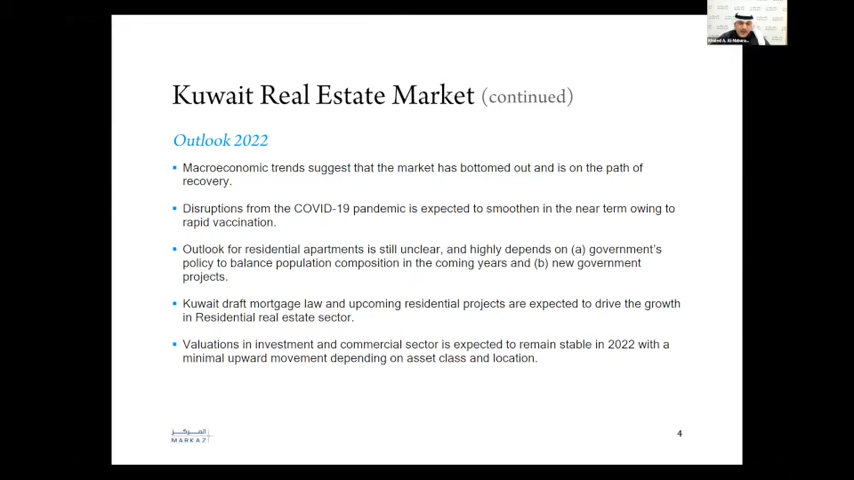 Kuwait Real Estate Market (continued)
Outlook 2022
Macroeconomic trends suggest that the market has bottomed out and is on the path of
recovery.
Disruptions from the COVID-19 pandemic is expected to smoothen in the near term owing to
rapid vaccination.
Outlook for residential apartments is still unclear, and highly depends on (a) government's
policy to balance population composition in the coming years and (b) new government
projects.
Kuwait draft mortgage law and upcoming residential projects are expected to drive the growth
in Residential real estate sector.
Valuations in investment and commercial sector is expected to remain stable in 2022 with a
minimal upward movement depending on asset class and location.
المركز
MARKAZ
4